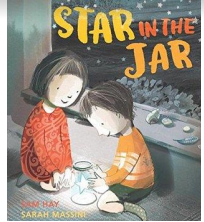 STAR IN THE
JAR
SAM HAY
SARAH MASSINI